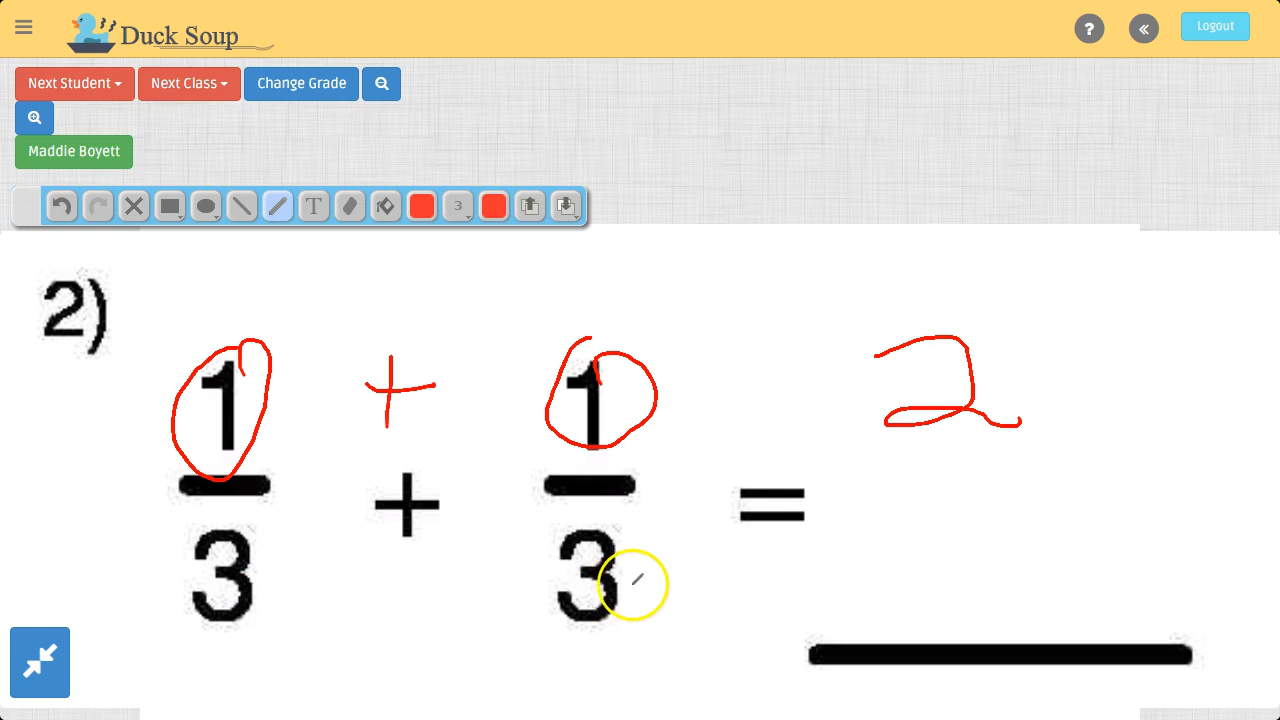 Duck Soup
? « Logout
Next Student Next Class Change Grade
Maddie Boyett
T 3
2)
1 + 1 2
3 + 3 =